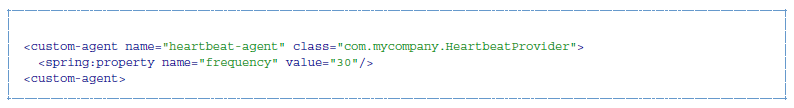 <custom-agent name="heartbeat-agent" class="com.mycompany.HeartbeatProvider">
<spring:property name="frequency" value="30"/>
<custom-agent>